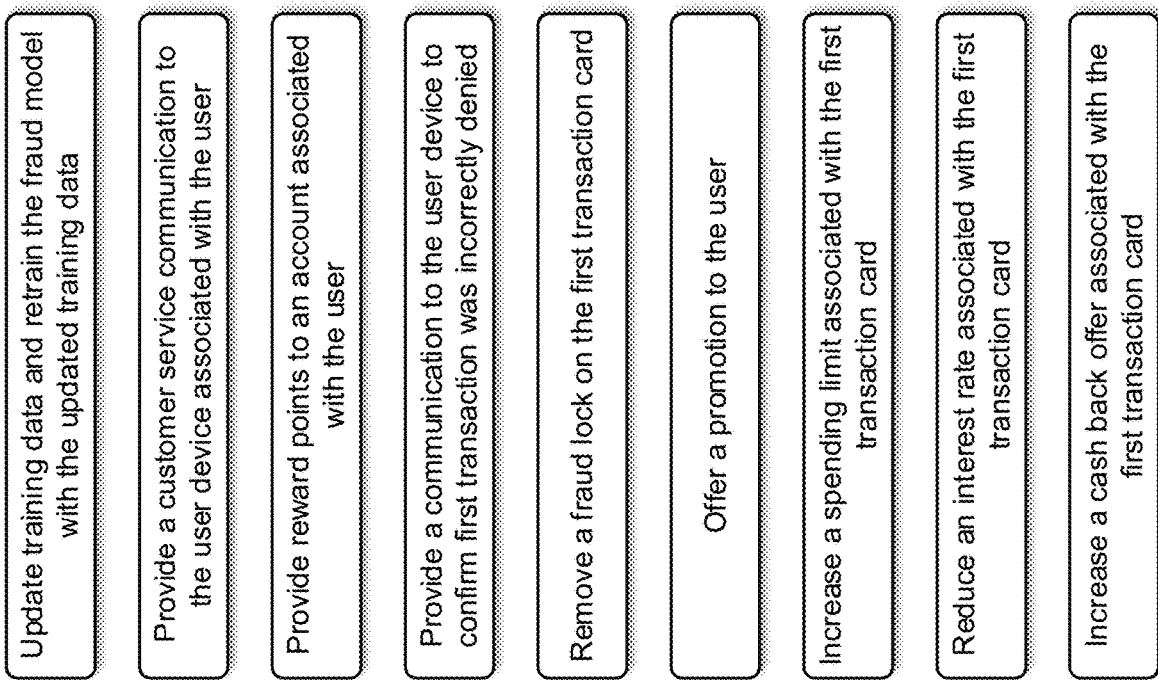 Update training data and retrain the fraud model
with the updated training data
Provide a customer service communication to
the user device associated with the user
Provide reward points to an account associated
with the user
Provide a communication to the user device to
confirm first transaction was incorrectly denied
Remove a fraud lock on the first transaction card
Offer a promotion to the user
Increase a spending limit associated with the first
transaction card
Reduce an interest rate associated with the first
transaction card
Increase a cash back offer associated with the
first transaction card